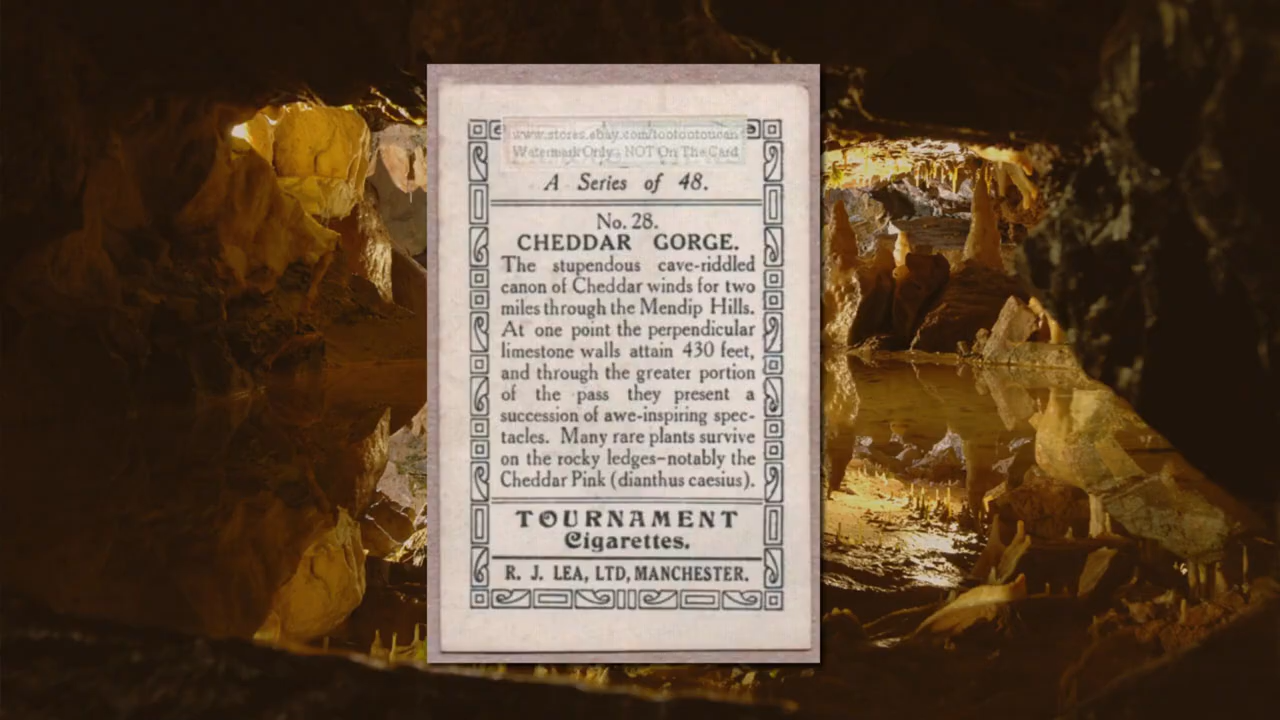 www.stores.ebay.com/tootootoucan
Watermark Only - NOT On The Card
A Series of 48.
No. 28.
CHEDDAR GORGE.
The stupendous cave-riddled
canon of Cheddar winds for two
miles through the Mendip Hills.
At one point the perpendicular
limestone walls attain 430 feet,
and through the greater portion
of the pass they present a
succession of awe-inspiring spec-
tacles. Many rare plants survive
on the rocky ledges–notably the
Cheddar Pink (dianthus caesius).
TOURNAMENT
Cigarettes.
R. J. LEA, LTD, MANCHESTER.